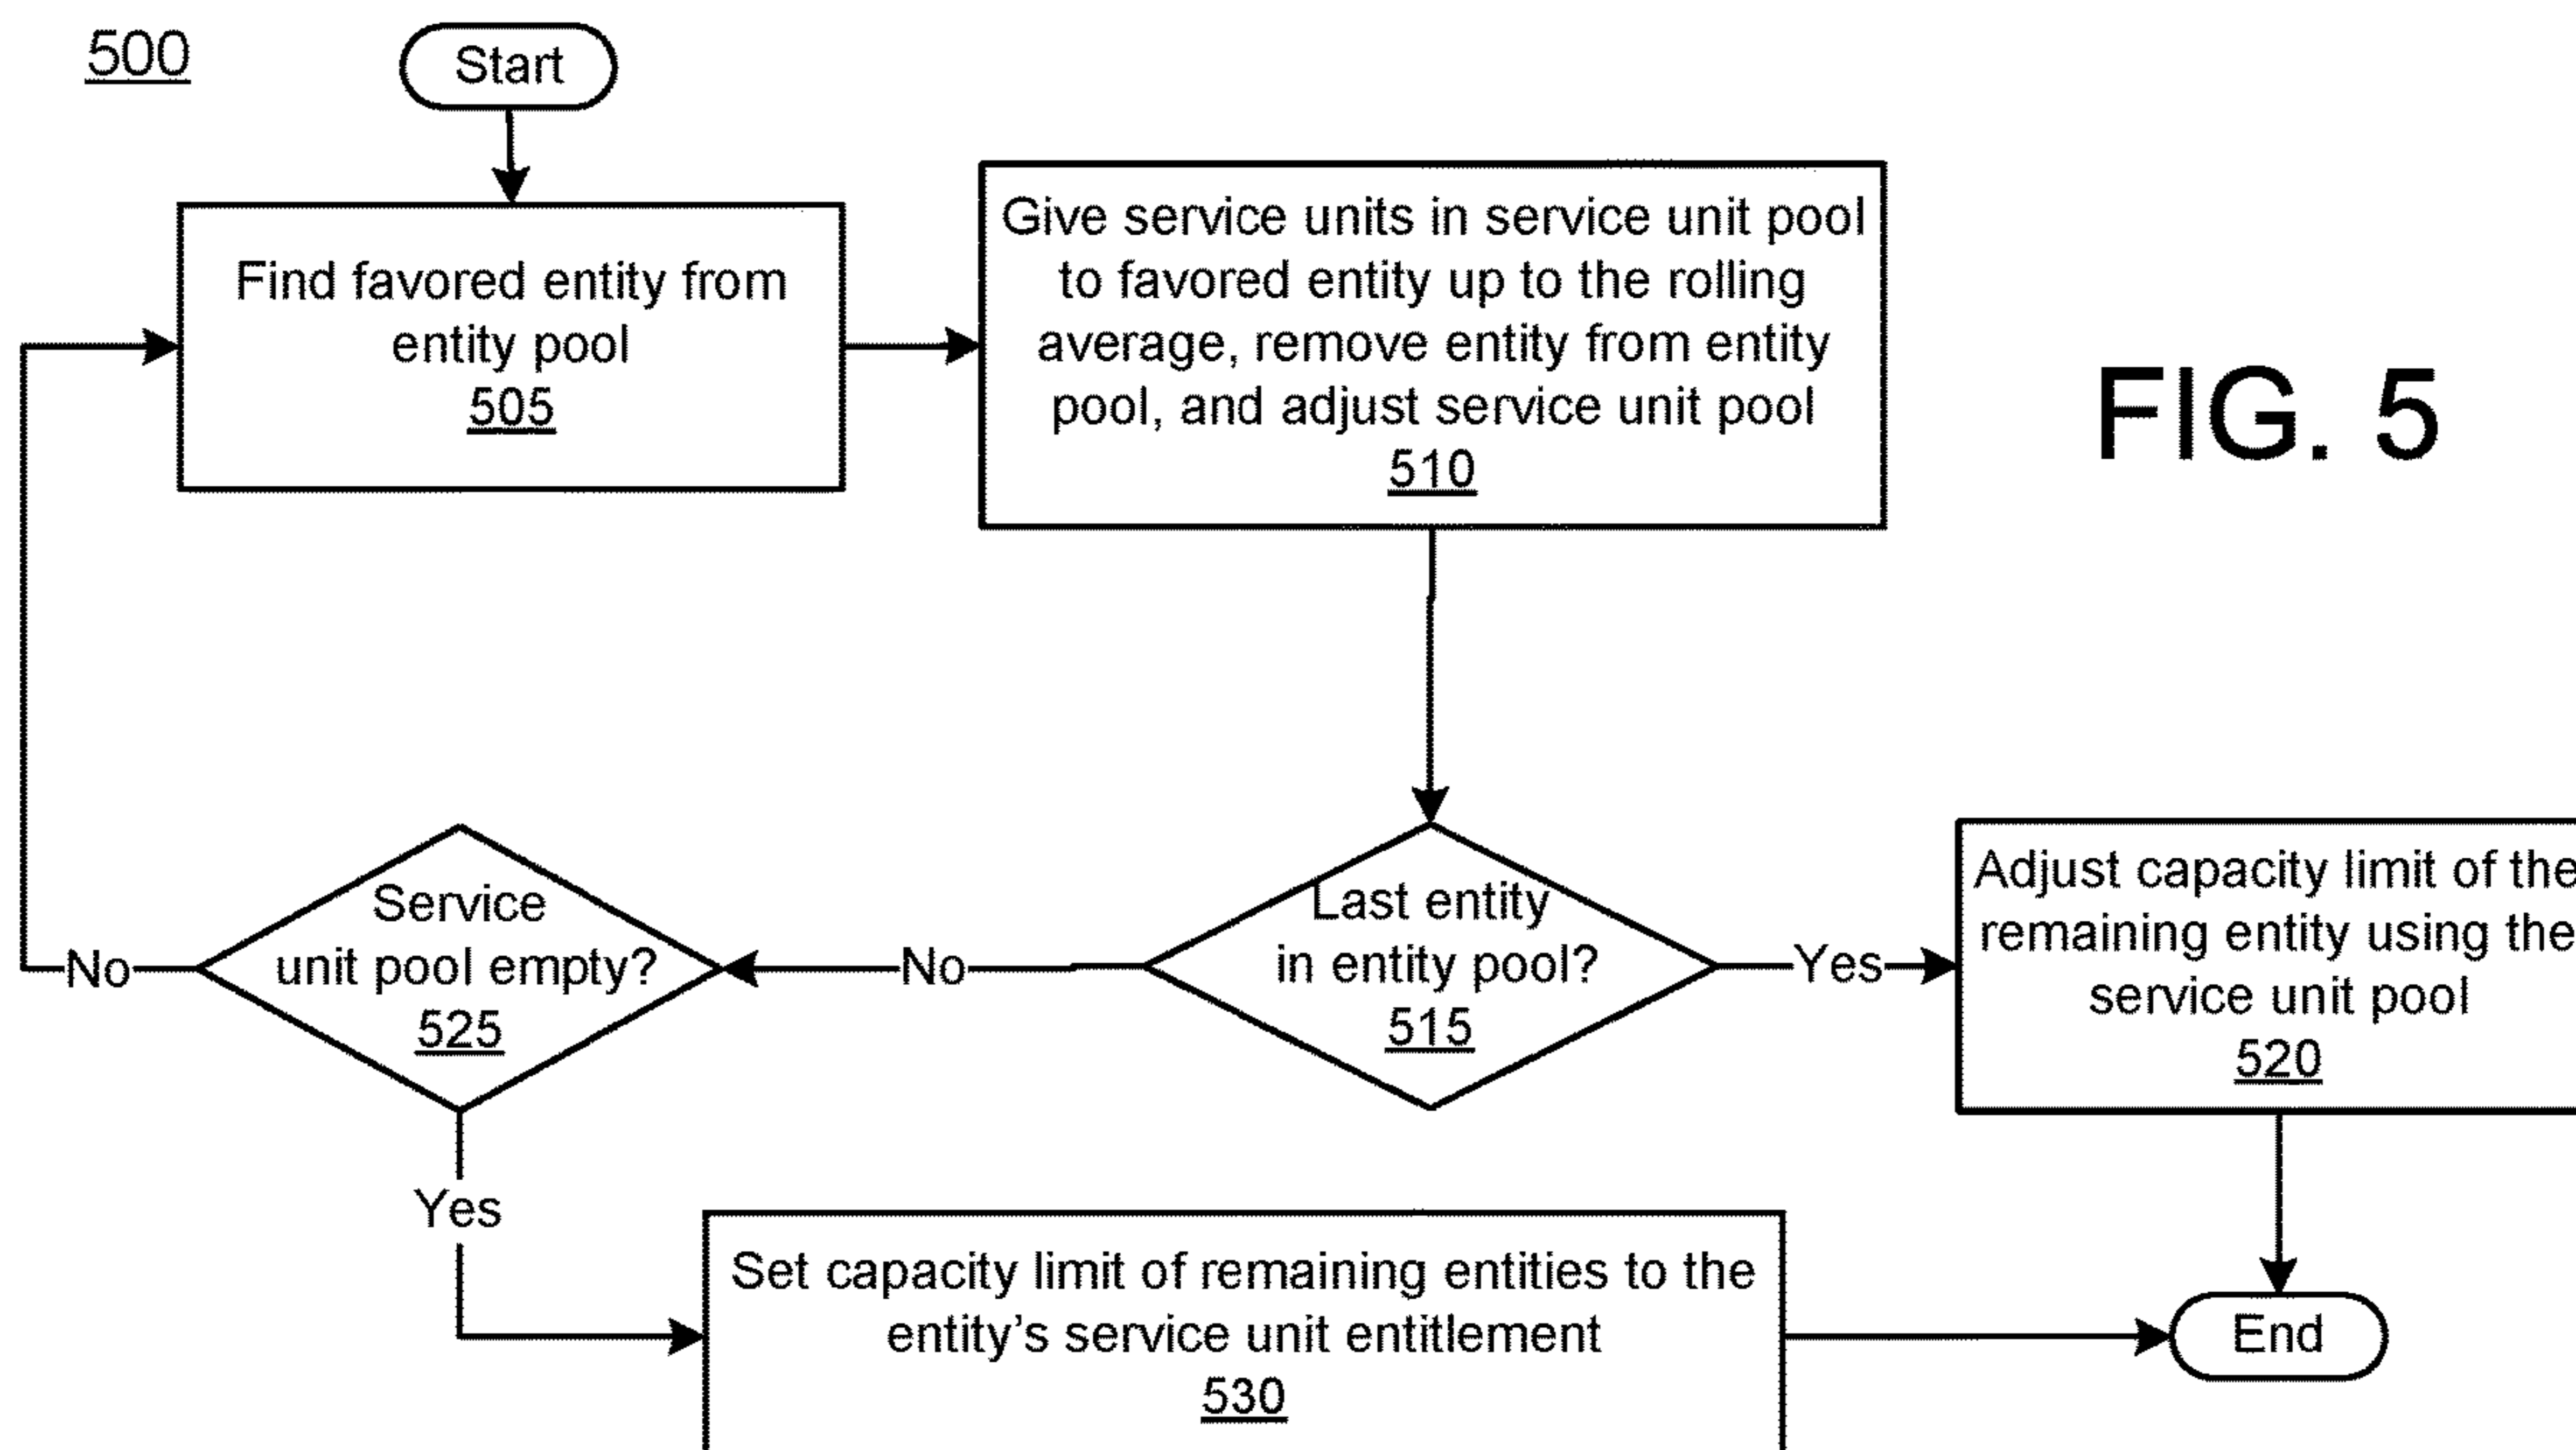 500
Start
Find favored entity from
entity pool
505
Give service units in service unit pool
to favored entity up to the rolling
average, remove entity from entity
pool, and adjust service unit pool
510
FIG. 5
Last entity
in entity pool?
515
Yes
No
Adjust capacity limit of the
remaining entity using the
service unit pool
520
Service
unit pool empty?
525
No
Yes
Set capacity limit of remaining entities to the
entity's service unit entitlement
530
End